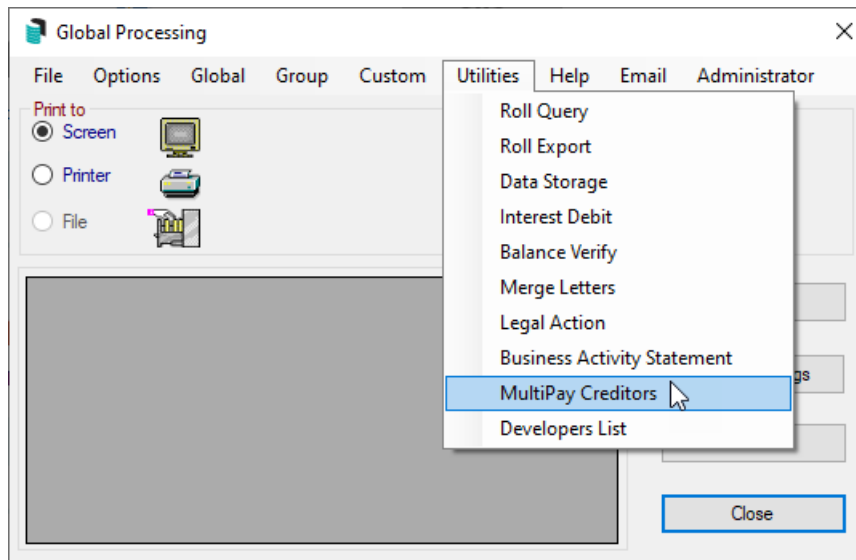 Global Processing
File Options Global Group Custom Utilities Help Email Administrator
Print to
Screen
Printer
File
Roll Query
Roll Export
Data Storage
Interest Debit
Balance Verify
Merge Letters
Legal Action
Business Activity Statement
MultiPay Creditors
Developers List
Close